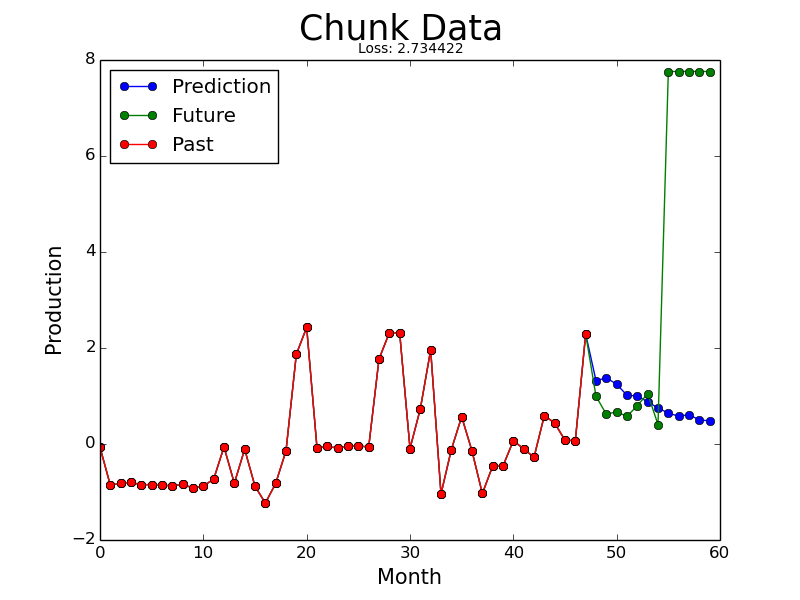 Chunk Data
Loss: 2.734422
Prediction
Future
Past
Production
8
6
4
2
0
−2
0 10 20 30 40 50 60
Month